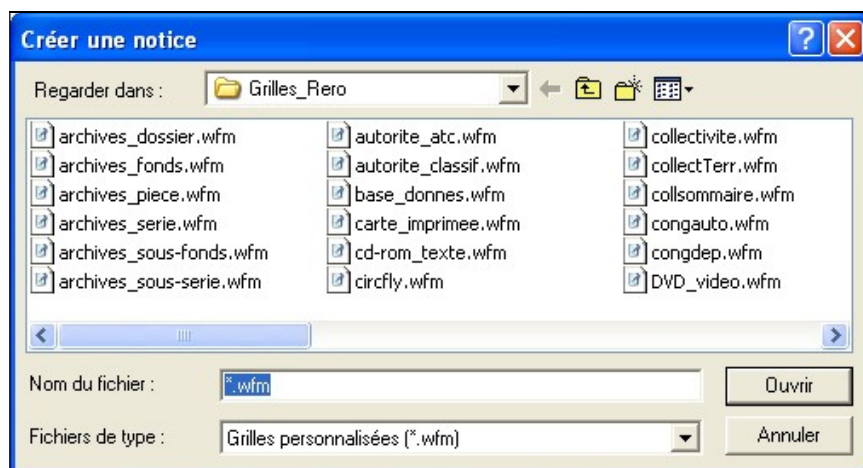 Créer une notice
Regarder dans :
Grilles_Rero
archives_dossier.wfm
archives_fonds.wfm
archives_piece.wfm
archives_serie.wfm
archives_sous-fonds.wfm
archives_sous-serie.wfm
autorite_atc.wfm
autorite_classif.wfm
base_donnes.wfm
carte_imprimee.wfm
cd-rom_texte.wfm
circfly.wfm
collectivite.wfm
collectTerr.wfm
collsommaire.wfm
congauto.wfm
congdep.wfm
DVD_video.wfm
Nom du fichier :
*.wfm
Ouvrir
Fichiers de type :
Grilles personnalisées (*.wfm)
Annuler